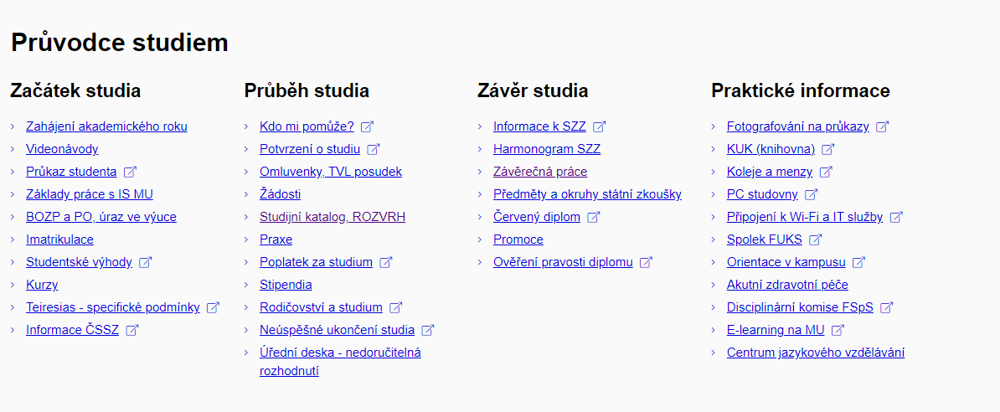 Průvodce studiem
Začátek studia
Zahájení akademického roku
Videonávody
Průkaz studenta
Základy práce s IS MU
BOZP a PO, úraz ve výuce
Imatrikulace
Studentské výhody
Kurzy
Teiresias - specifické podmínky
Informace ČSSZ
Průběh studia
Kdo mi pomůže?
Potvrzení o studiu
Omluvenky, TVL posudek
Žádosti
Studijní katalog, ROZVRH
Praxe
Poplatek za studium
Stipendia
Rodičovství a studium
Neúspěšné ukončení studia
Úřední deska - nedoručitelná
rozhodnutí
Závěr studia
Informace k SZZ
Harmonogram SZZ
Závěrečná práce
Předměty a okruhy státní zkoušky
Červený diplom
Promoce
Ověření pravosti diplomu
Praktické informace
Fotografování na průkazy
KUK (knihovna)
Koleje a menzy
PC studovny
Připojení k Wi-Fi a IT služby
Spolek FUKS
Orientace v kampusu
Akutní zdravotní péče
Disciplinární komise FSpS
E-learning na MU
Centrum jazykového vzdělávání